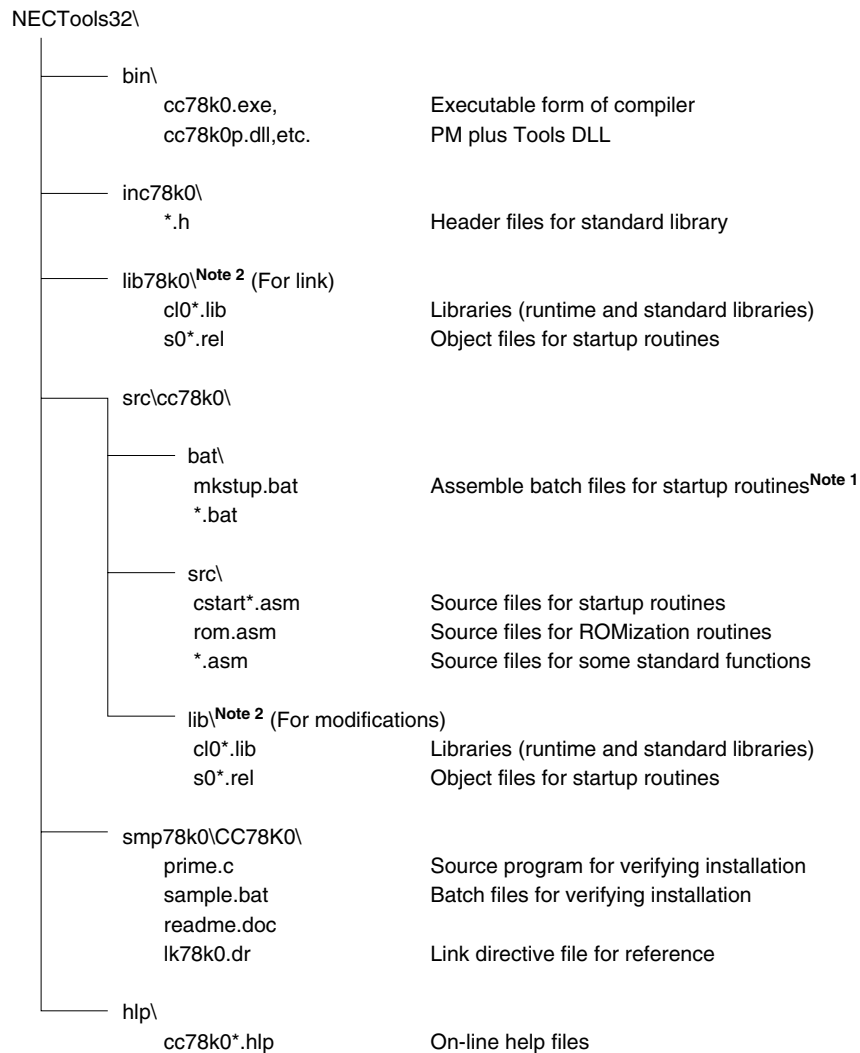 NECTools32\
bin\
cc78k0.exe, Executable form of compiler
cc78k0p.dll,etc. PM plus Tools DLL
inc78k0\
*.h Header files for standard library
lib78k0\Note 2 (For link)
cl0*.lib Libraries (runtime and standard libraries)
s0*.rel Object files for startup routines
src\cc78k0\
bat\
mkstup.bat Assemble batch files for startup routinesNote 1
*.bat
src\
cstart*.asm Source files for startup routines
rom.asm Source files for ROMization routines
*.asm Source files for some standard functions
lib\Note 2 (For modifications)
cl0*.lib Libraries (runtime and standard libraries)
s0*.rel Object files for startup routines
smp78k0\CC78K0\
prime.c Source program for verifying installation
sample.bat Batch files for verifying installation
readme.doc
lk78k0.dr Link directive file for reference
hlp\
cc78k0*.hlp On-line help files